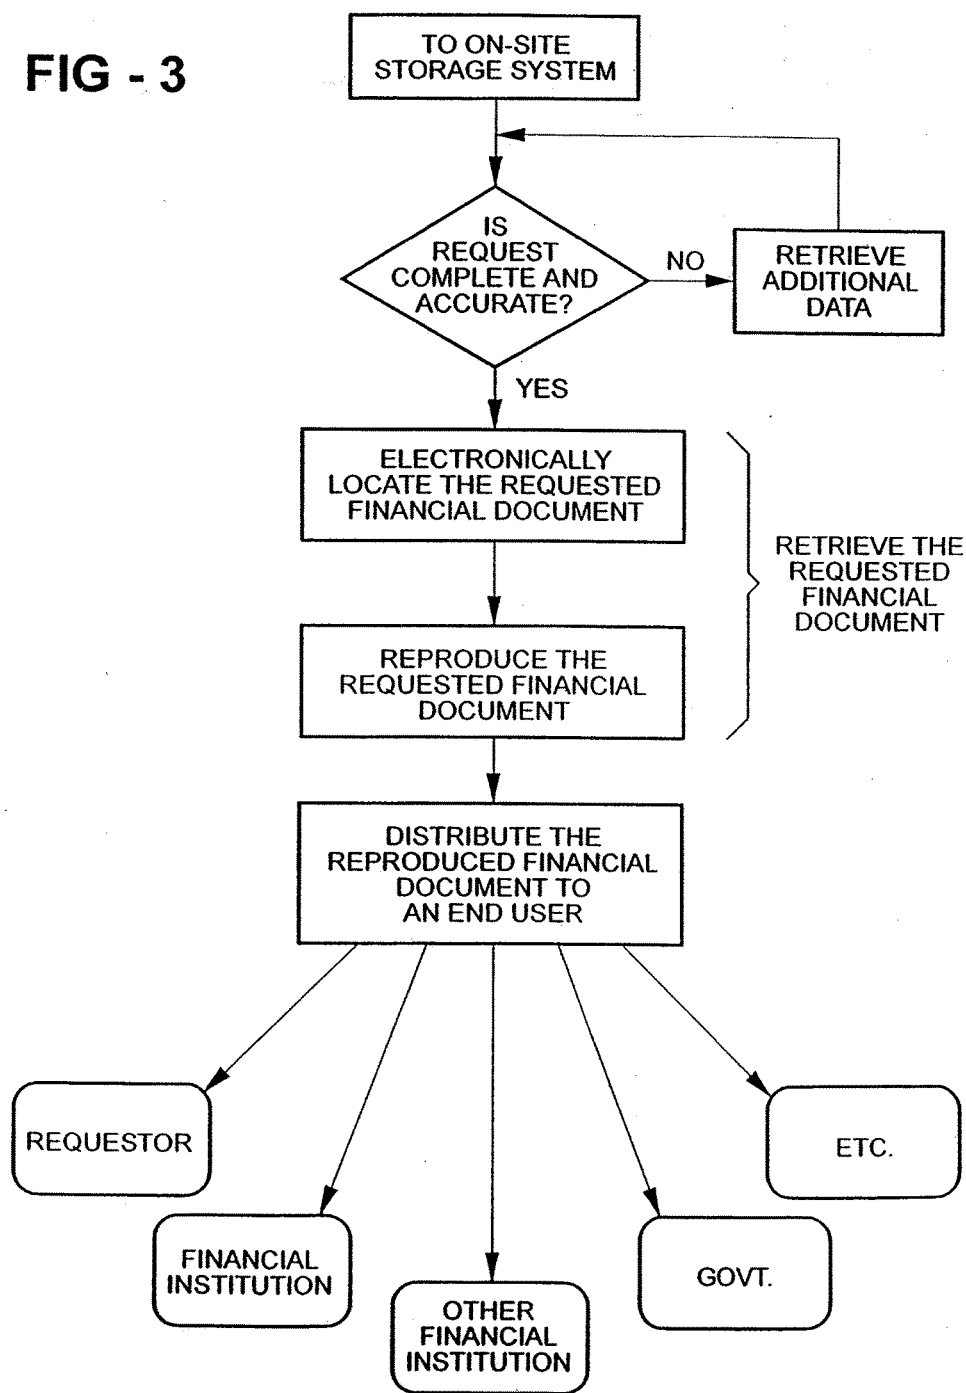 FIG - 3
TO ON-SITE
STORAGE SYSTEM
IS
REQUEST
COMPLETE AND
ACCURATE?
NO
RETRIEVE
ADDITIONAL
DATA
YES
ELECTRONICALLY
LOCATE THE REQUESTED
FINANCIAL DOCUMENT
RETRIEVE THE
REQUESTED
FINANCIAL
DOCUMENT
REPRODUCE THE
REQUESTED FINANCIAL
DOCUMENT
DISTRIBUTE THE
REPRODUCED FINANCIAL
DOCUMENT TO
AN END USER
REQUESTOR
FINANCIAL
INSTITUTION
OTHER
FINANCIAL
INSTITUTION
GOVT.
ETC.